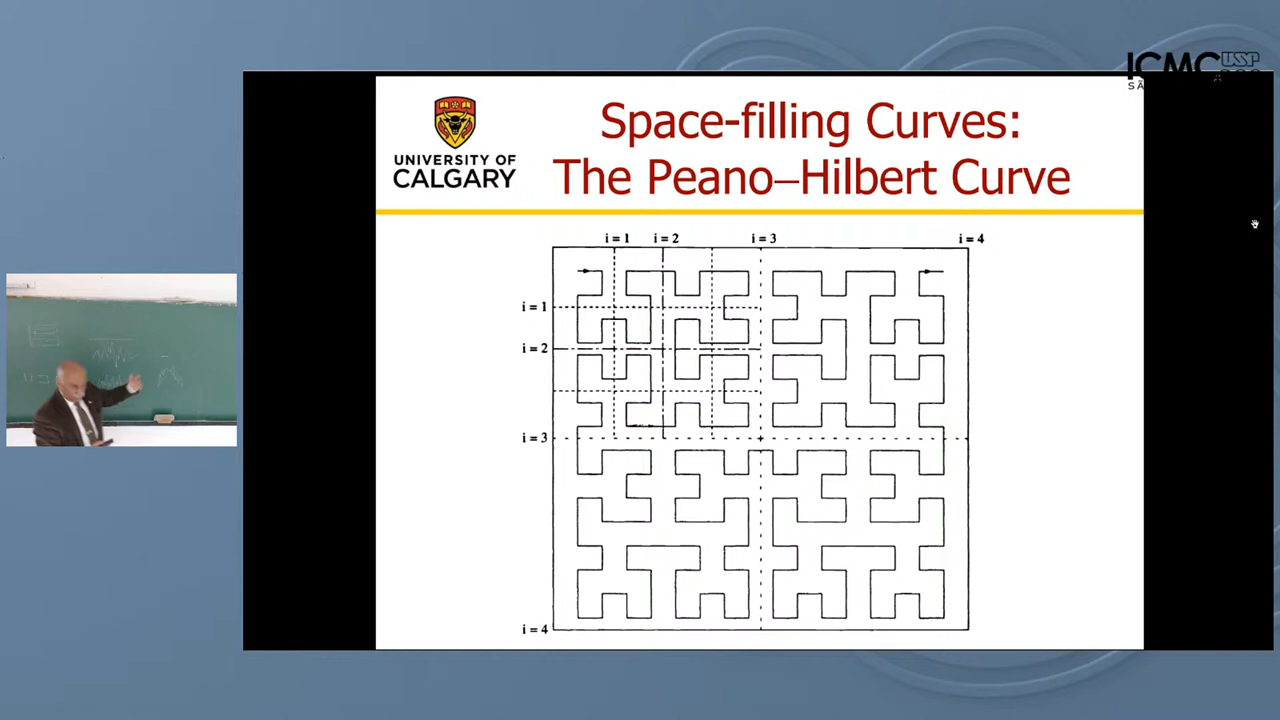 ICMC USP
SÃ
UNIVERSITY OF
CALGARY
Space-filling Curves:
The Peano–Hilbert Curve
i = 1 i = 2 i = 3 i = 4
i = 1
i = 2
i = 3
i = 4